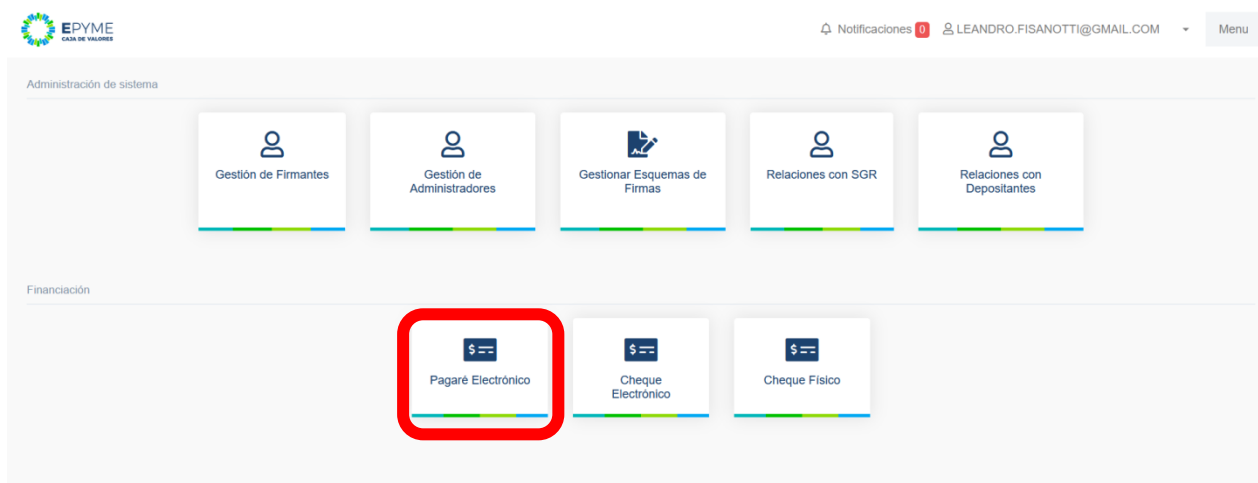 EPYME
CAJA DE VALORES
Notificaciones 0 LEANDRO.FISANOTTI@GMAIL.COM Menu
Administración de sistema
Gestión de Firmantes
Gestión de
Administradores
Gestionar Esquemas de
Firmas
Relaciones con SGR
Relaciones con
Depositantes
Financiación
$
Pagaré Electrónico
$
Cheque
Electrónico
$
Cheque Físico